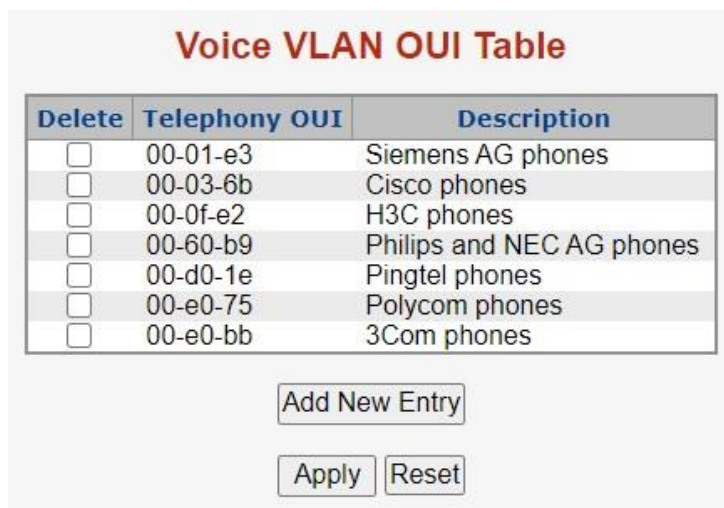 Voice VLAN OUI Table
Delete Telephony OUI Description
00-01-e3 Siemens AG phones
00-03-6b Cisco phones
00-0f-e2 H3C phones
00-60-b9 Philips and NEC AG phones
00-d0-1e Pingtel phones
00-e0-75 Polycom phones
00-e0-bb 3Com phones
Add New Entry
Apply Reset